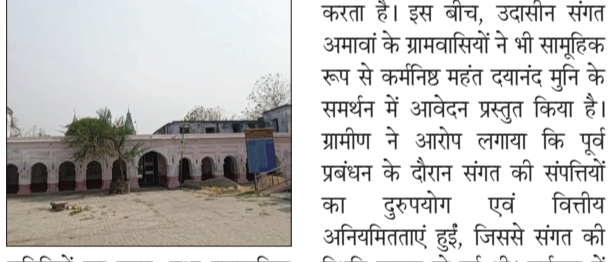 करता है। इस बीच, उदासीन संगत
अमावां के ग्रामवासियों ने भी सामूहिक
रूप से कर्मनिष्ठ महंत दयानंद मुनि के
समर्थन में आवेदन प्रस्तुत किया है।
ग्रामीण ने आरोप लगाया कि पूर्व
प्रबंधन के दौरान संगत की संपत्तियों
का दुरुपयोग एवं वित्तीय
अनियमितताएं हुईं, जिससे संगत की